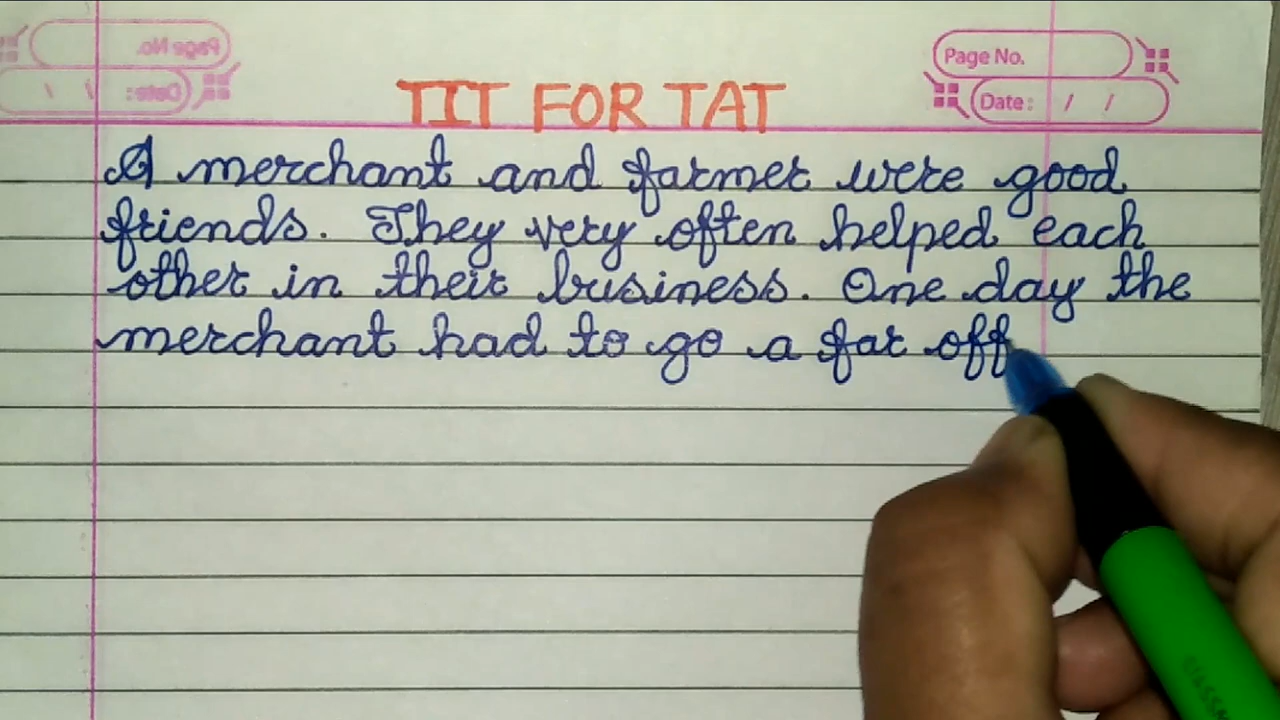 Page No.
Date: / /
TIT FOR TAT
A merchant and farmer were good
friends. They very often helped each
other in their business. One day the
merchant had to go a far off